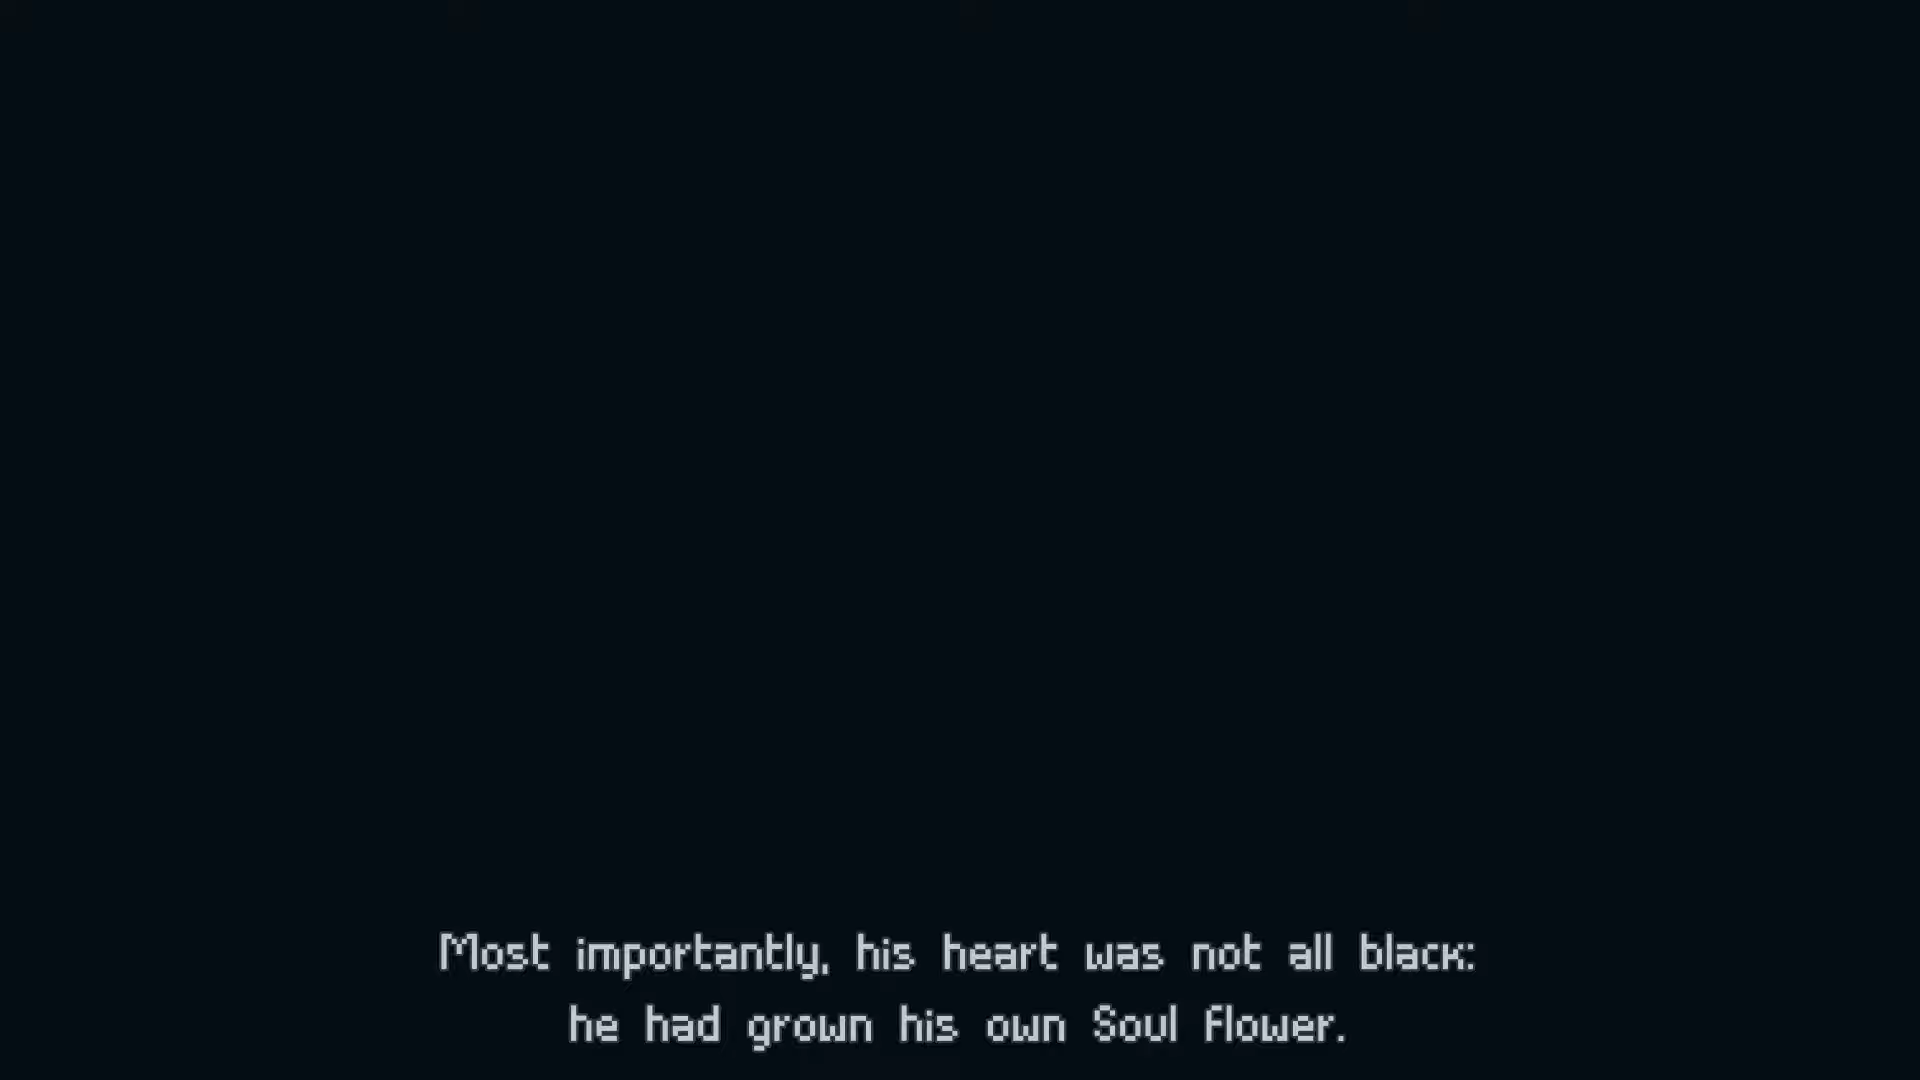 Most importantly, his heart was not all black:
he had grown his own Soul flower.